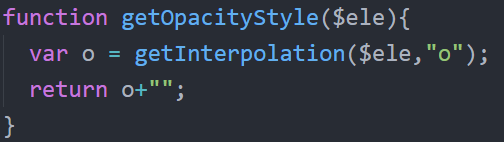 function getOpacityStyle($ele){
  var o = getInterpolation($ele,"o");
  return o+"";
}